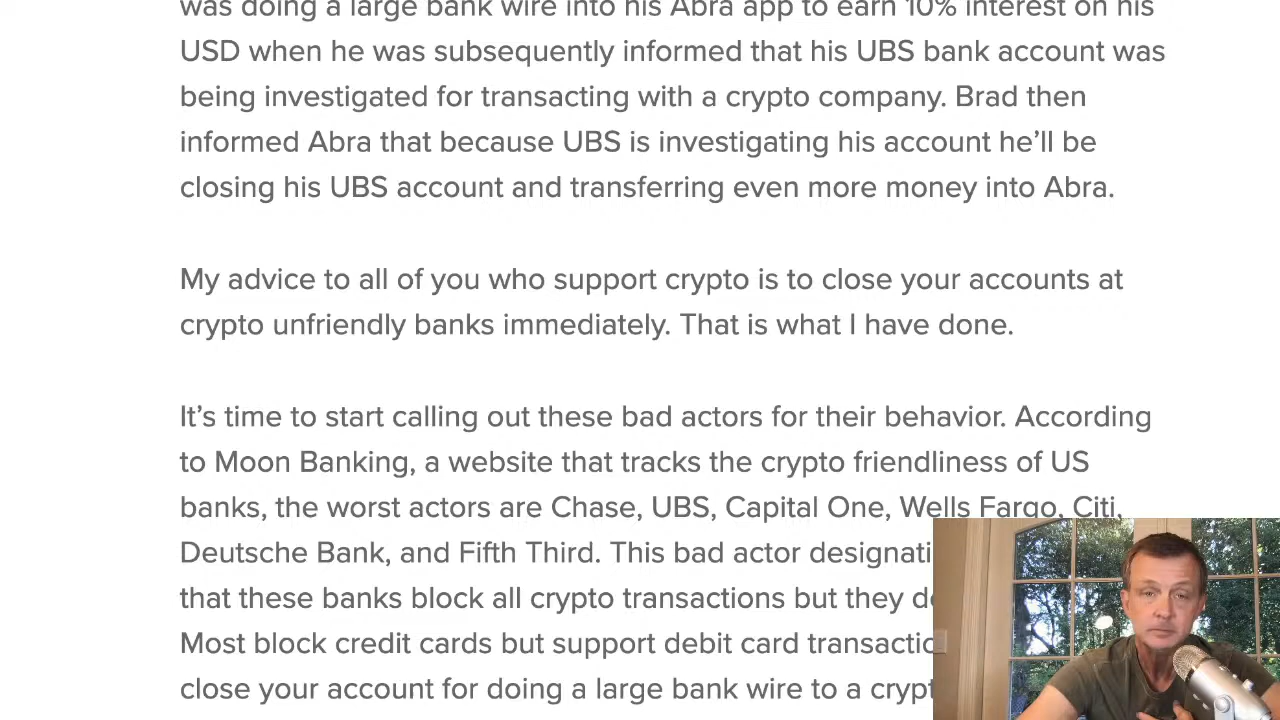 was doing a large bank wire into his Abra app to earn 10% interest on his
USD when he was subsequently informed that his UBS bank account was
being investigated for transacting with a crypto company. Brad then
informed Abra that because UBS is investigating his account he’ll be
closing his UBS account and transferring even more money into Abra.
My advice to all of you who support crypto is to close your accounts at
crypto unfriendly banks immediately. That is what I have done.
It’s time to start calling out these bad actors for their behavior. According
to Moon Banking, a website that tracks the crypto friendliness of US
banks, the worst actors are Chase, UBS, Capital One, Wells Fargo, Citi,
Deutsche Bank, and Fifth Third. This bad actor
that these banks block all crypto transactions but they
Most block credit cards but support debit card
close your account for doing a large bank wire to a